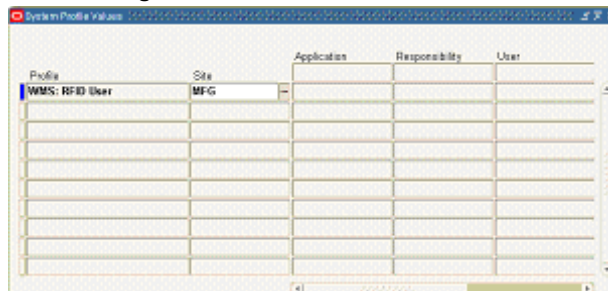 System Profile Values
Application Responsibility User
Profile Site
WMS: RFID User MFG